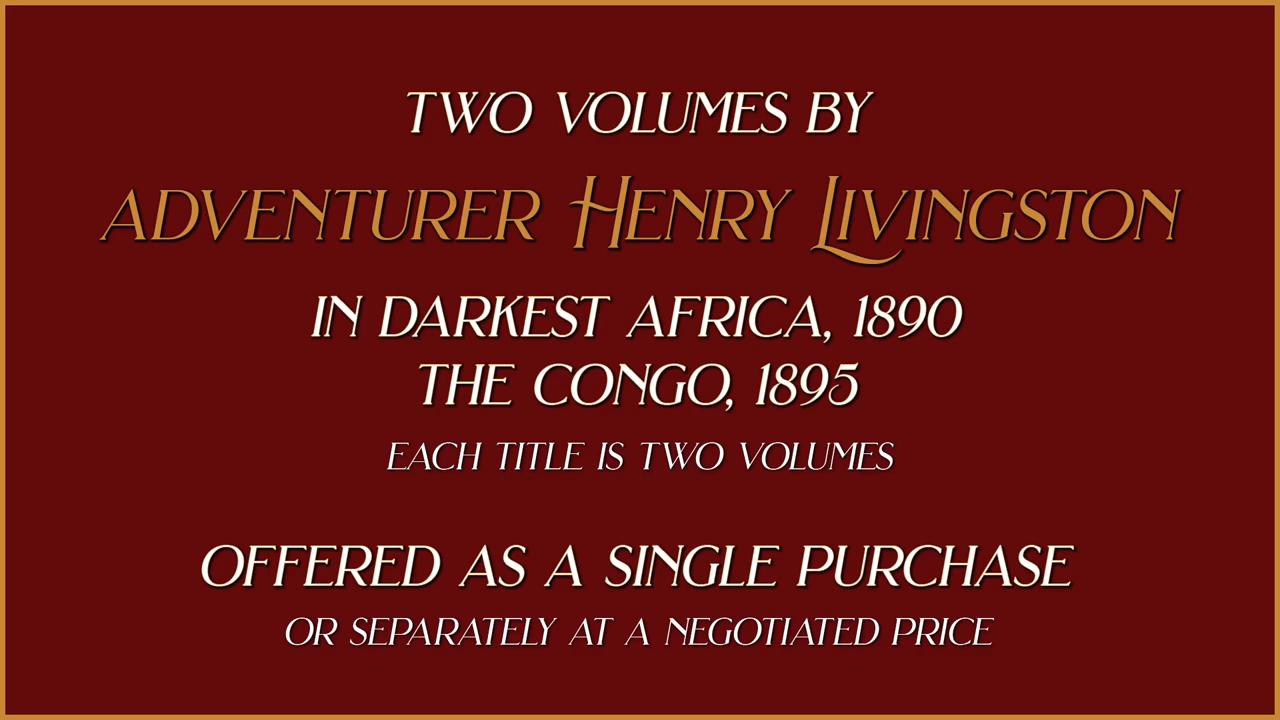 TWO VOLUMES BY
ADVENTURER HENRY LIVINGSTON
IN DARKEST AFRICA, 1890
THE CONGO, 1895
EACH TITLE IS TWO VOLUMES
OFFERED AS A SINGLE PURCHASE
OR SEPARATELY AT A NEGOTIATED PRICE